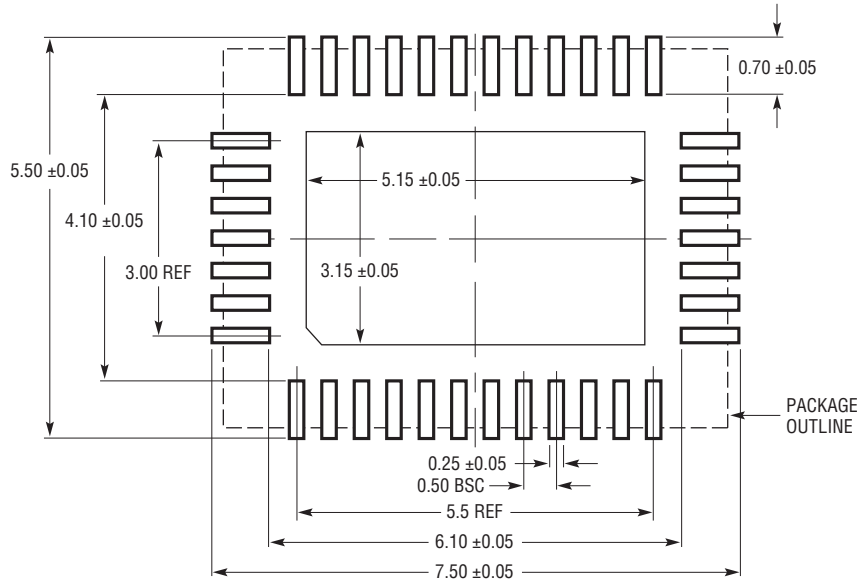 0.70 ±0.05
5.50 ±0.05
5.15 ±0.05
4.10 ±0.05
3.00 REF
3.15 ±0.05
PACKAGE
OUTLINE
0.25 ±0.05
0.50 BSC
5.5 REF
6.10 ±0.05
7.50 ±0.05